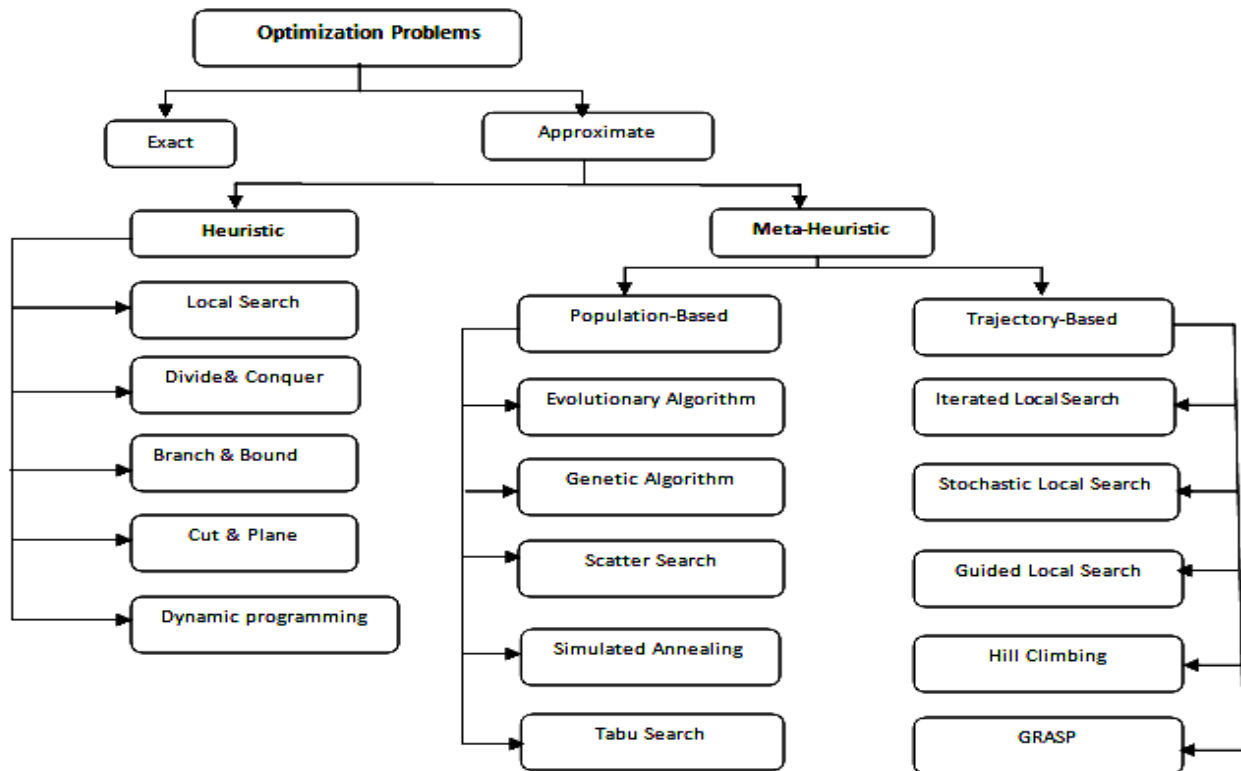 Optimization Problems
Exact
Approximate
Heuristic
Meta-Heuristic
Local Search
Divide& Conquer
Branch & Bound
Cut & Plane
Dynamic programming
Population-Based
Evolutionary Algorithm
Genetic Algorithm
Scatter Search
Simulated Annealing
Tabu Search
Trajectory-Based
Iterated Local Search
Stochastic Local Search
Guided Local Search
Hill Climbing
GRASP